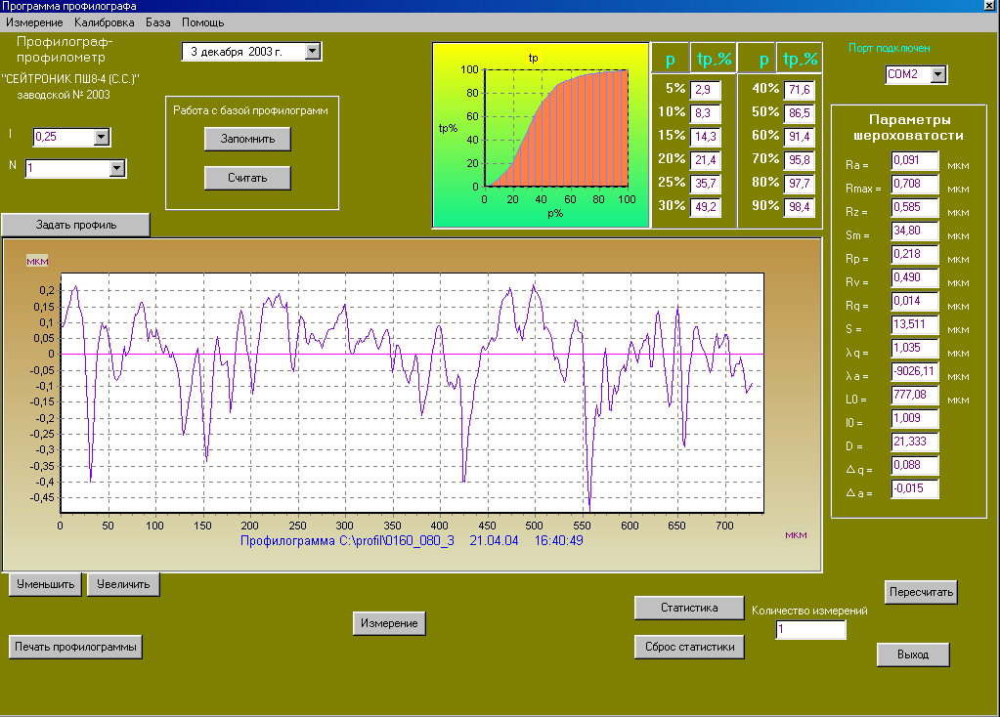 Программа профилографа
Измерение Калибровка База Помощь
Профилограф-
профилометр
"СЕЙТРОНИК ПШ8-4 (С.С.)"
заводской № 2003
3 декабря 2003 г.
l 0,25
N 1
Работа с базой профилограмм
Запомнить
Считать
Задать профиль
tp
tp%
100
80
60
40
20
0
0 20 40 60 80 100
p%
p tp,% p tp,%
5% 2,9 40% 71,6
10% 8,3 50% 86,5
15% 14,3 60% 91,4
20% 21,4 70% 95,8
25% 35,7 80% 97,7
30% 49,2 90% 98,4
Порт подключен
COM2
Параметры
шероховатости
Ra = 0,091 мкм
Rmax = 0,708 мкм
Rz = 0,585 мкм
Sm = 34,80 мкм
Rp = 0,218 мкм
Rv = 0,490 мкм
Rq = 0,014 мкм
S = 13,511 мкм
λq = 1,035 мкм
λa = -9026,11 мкм
L0 = 777,08 мкм
l0 = 1,009
D = 21,333
Δq = 0,088
Δa = -0,015
мкм
0,2
0,15
0,1
0,05
0
-0,05
-0,1
-0,15
-0,2
-0,25
-0,3
-0,35
-0,4
-0,45
0 50 100 150 200 250 300 350 400 450 500 550 600 650 700
мкм
Профилограмма C:\profil\0160_080_3 21.04.04 16:40:49
Уменьшить Увеличить
Печать профилограммы
Измерение
Статистика
Сброс статистики
Количество измерений
1
Пересчитать
Выход